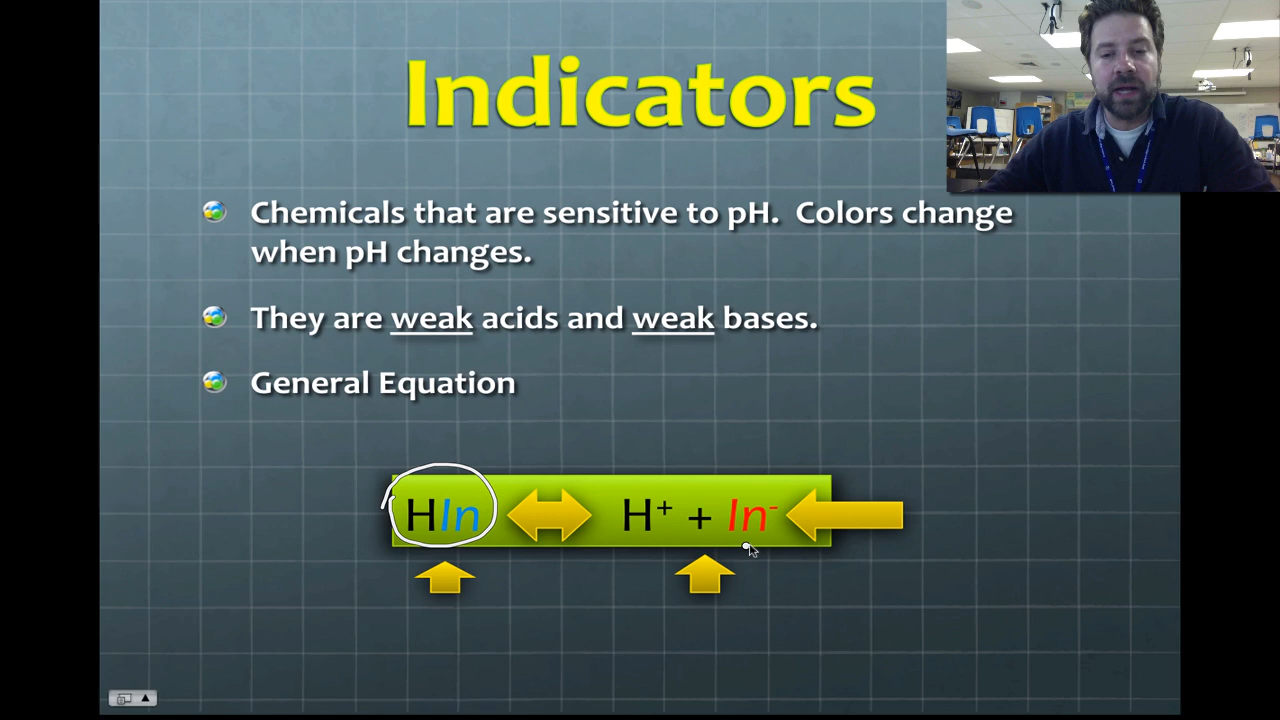 Indicators
Chemicals that are sensitive to pH.  Colors change
when pH changes.
They are weak acids and weak bases.
General Equation
HIn H⁺ + In⁻